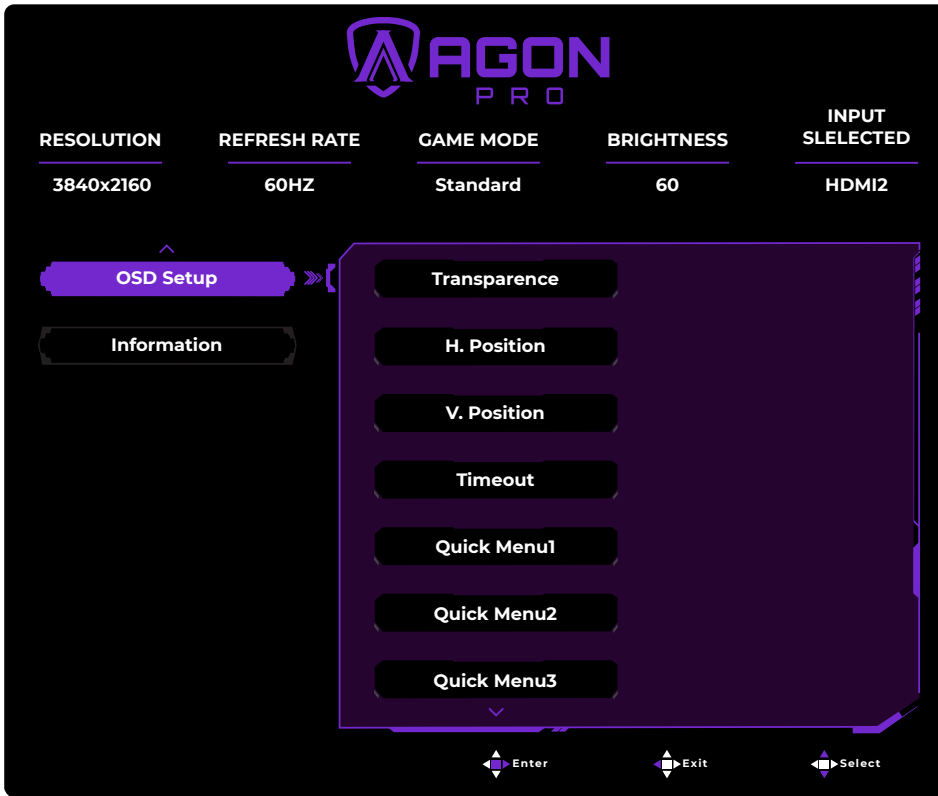 AGON
PRO
RESOLUTION
REFRESH RATE
GAME MODE
BRIGHTNESS
INPUT
SLELECTED
3840x2160
60HZ
Standard
60
HDMI2
OSD Setup
Information
Transparence
H. Position
V. Position
Timeout
Quick Menu1
Quick Menu2
Quick Menu3
Enter
Exit
Select